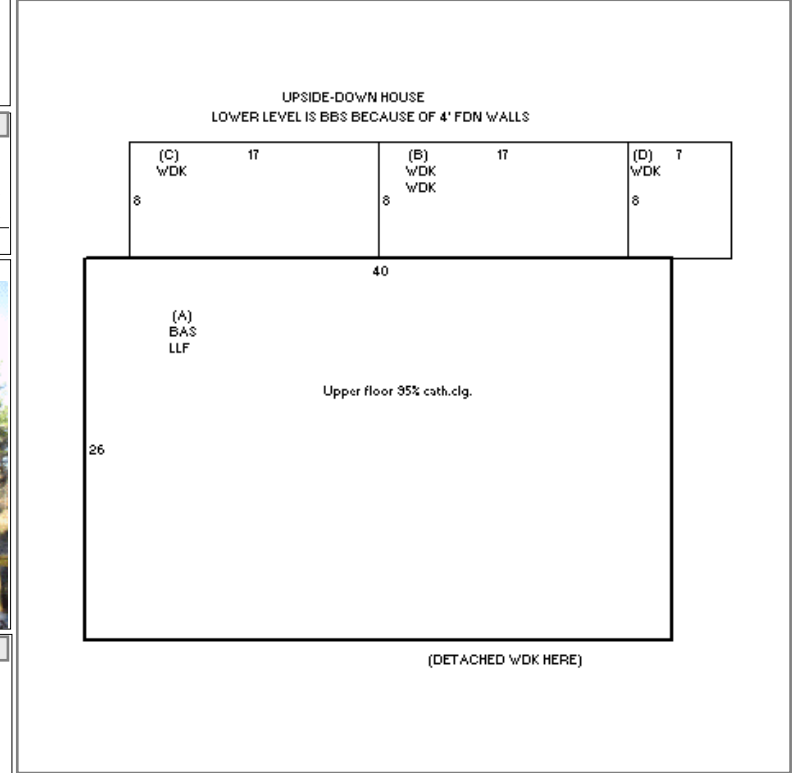 UPSIDE-DOWN HOUSE
LOWER LEVEL IS BBS BECAUSE OF 4' FDN WALLS
(C) 17 (B) 17 (D) 7
WDK WDK WDK
WDK
8 8 8
40
(A)
BAS
LLF
Upper floor 95% cath.clg.
26
(DETACHED WDK HERE)